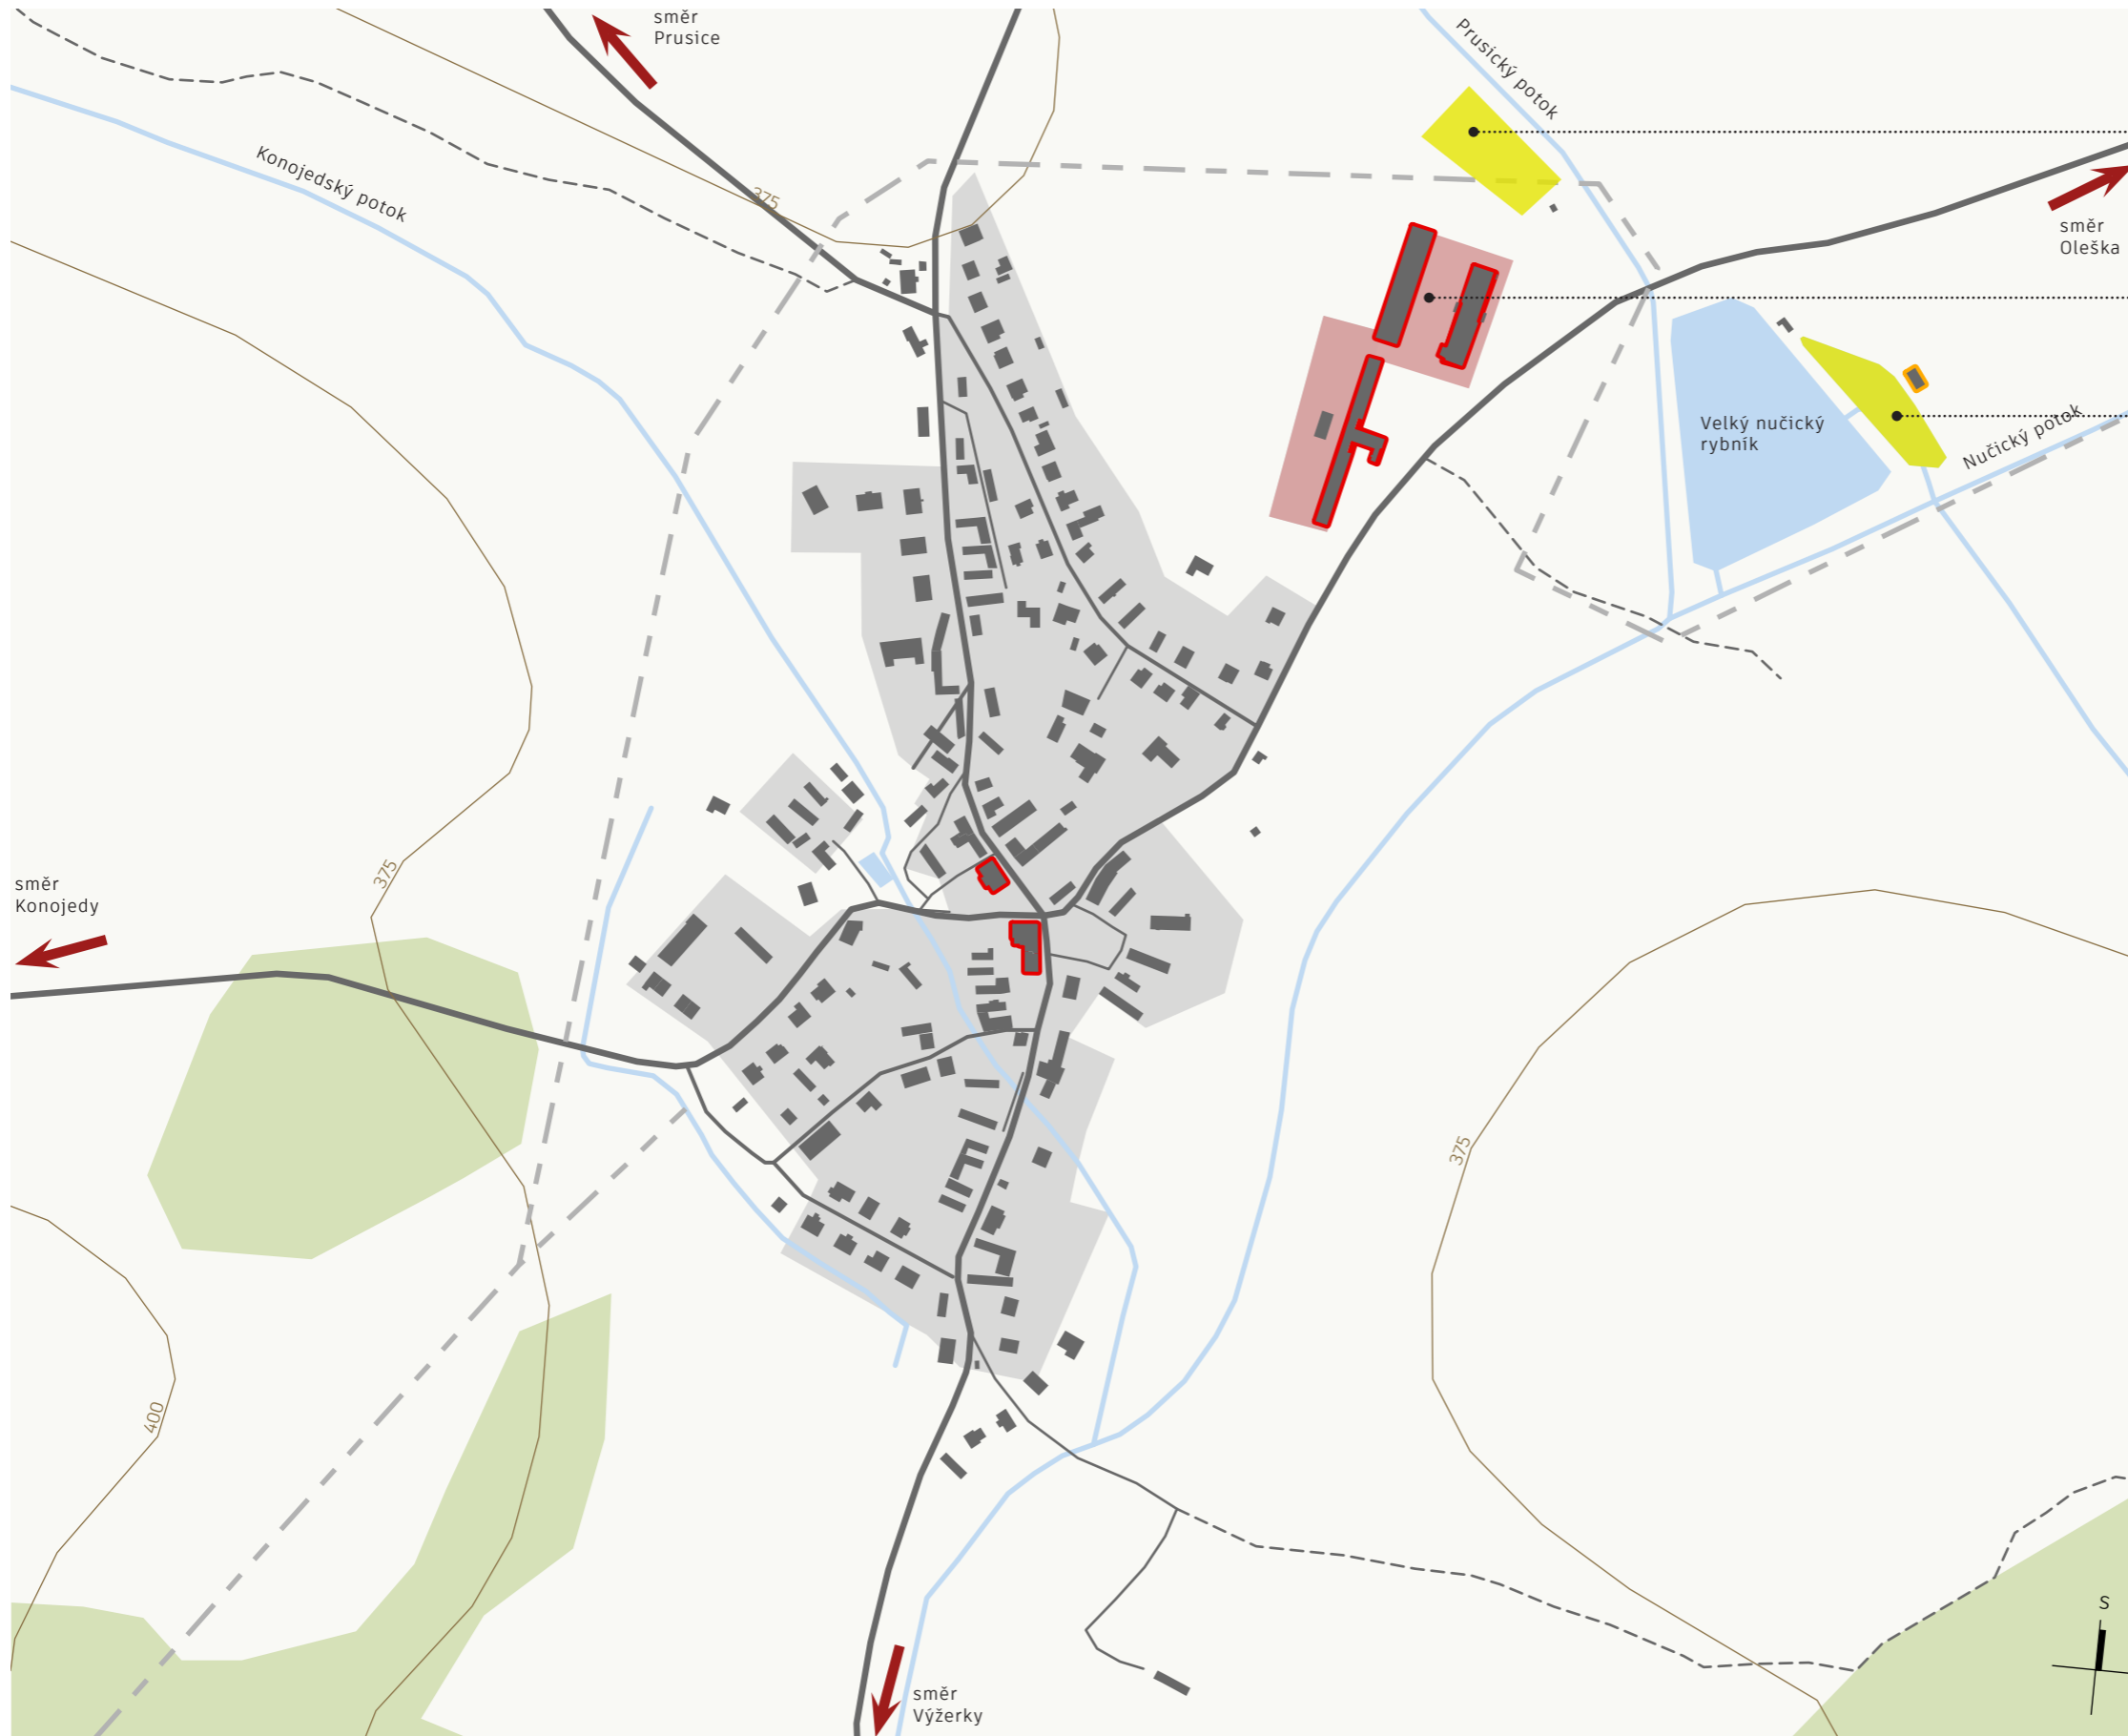 směr
Prusice
Prusický potok
Konojedský potok
375
směr
Oleška
Velký nučický
rybník
Nučický potok
375
směr
Konojedy
375
400
S
směr
Výžerky